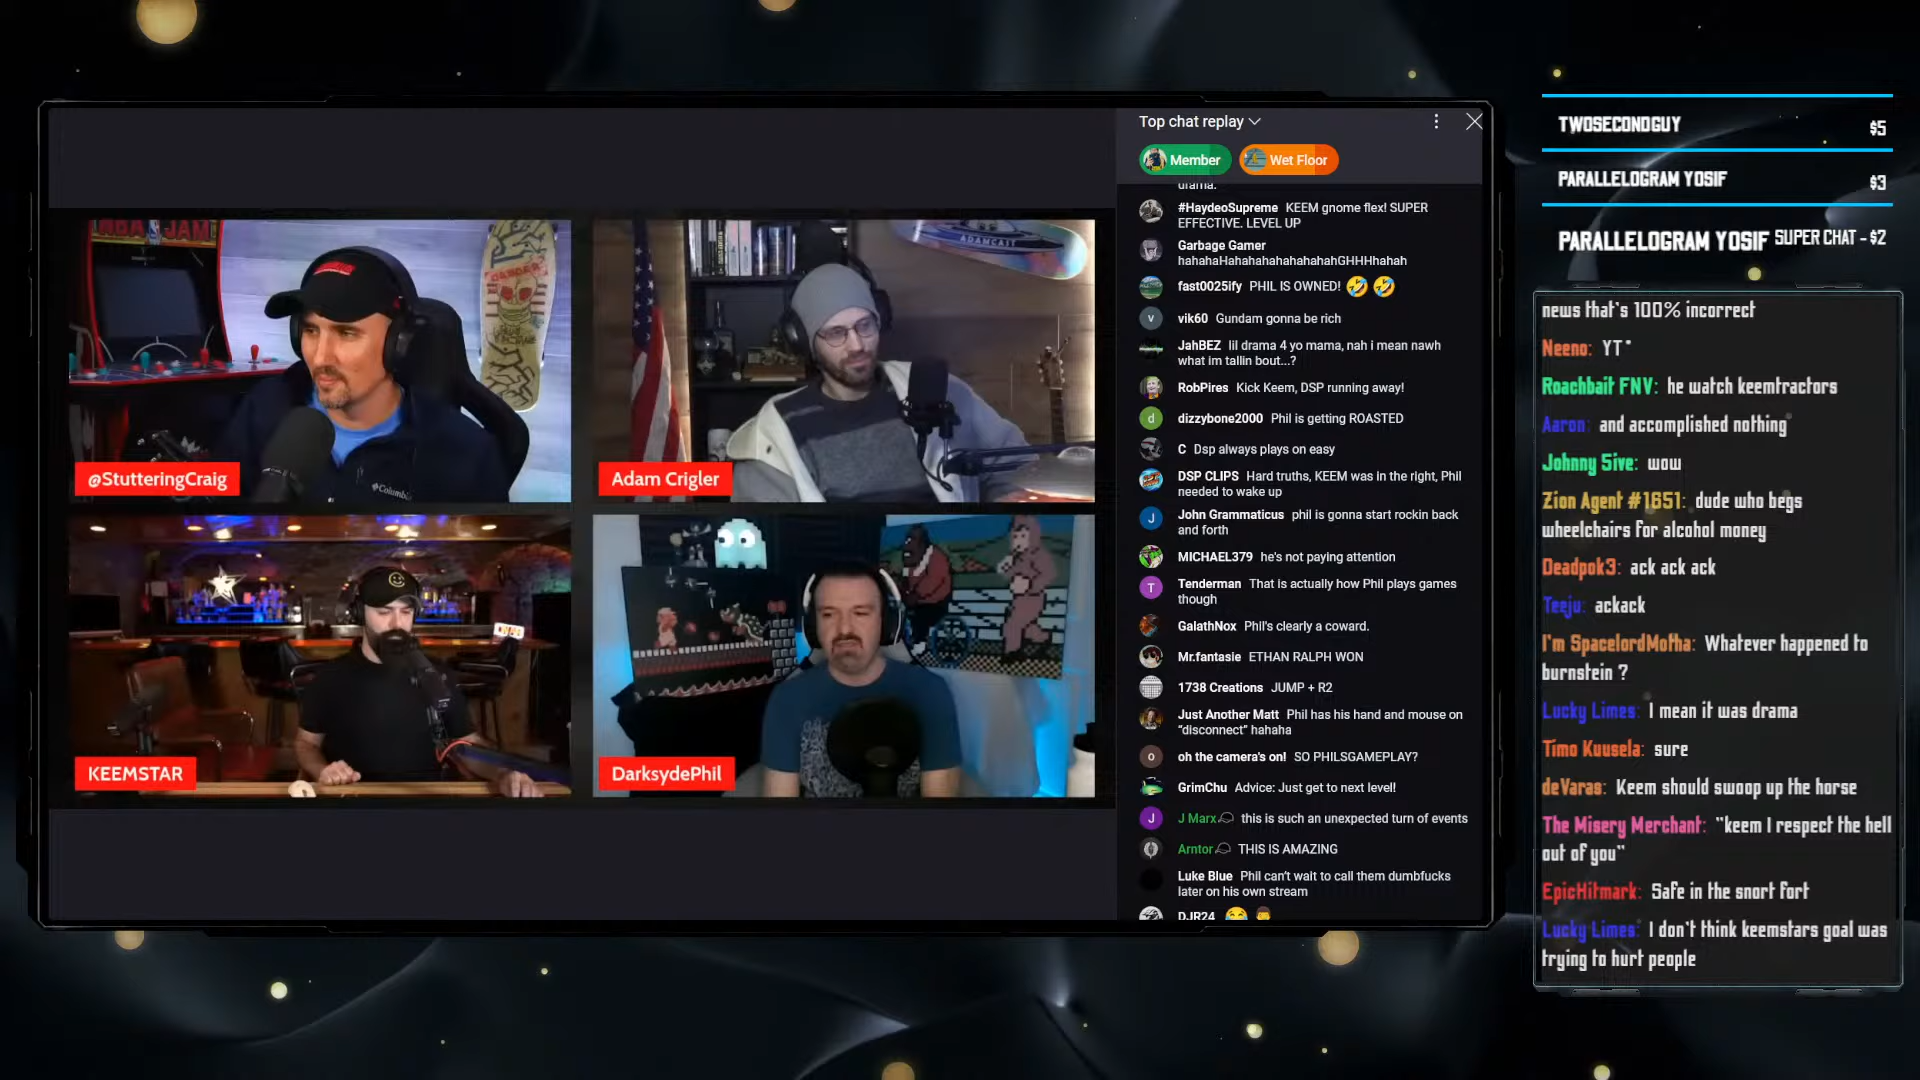 NBA JAM
ADAMCAST
@StutteringCraig
Columbia
Adam Crigler
KEEMSTAR
DarksydePhil
Top chat replay
Member
Wet Floor
drama.
#HaydeoSupreme KEEM gnome flex! SUPER
EFFECTIVE. LEVEL UP
Garbage Gamer
hahahaHahahahahahahahahGHHHhahah
fast0025ify PHIL IS OWNED! 🤣 🤣
v
vik60 Gundam gonna be rich
JahBEZ lil drama 4 yo mama, nah i mean nawh
what im tallin bout...?
RobPires Kick Keem, DSP running away!
d
dizzybone2000 Phil is getting ROASTED
C Dsp always plays on easy
DSP CLIPS Hard truths, KEEM was in the right, Phil
needed to wake up
J
John Grammaticus phil is gonna start rockin back
and forth
MICHAEL379 he's not paying attention
T
Tenderman That is actually how Phil plays games
though
GalathNox Phil's clearly a coward.
Mr.fantasie ETHAN RALPH WON
1738 Creations JUMP + R2
Just Another Matt Phil has his hand and mouse on
"disconnect" hahaha
o
oh the camera's on! SO PHILSGAMEPLAY?
GrimChu Advice: Just get to next level!
J
J Marx this is such an unexpected turn of events
Arntor THIS IS AMAZING
Luke Blue Phil can't wait to call them dumbfucks
later on his own stream
DJR24
TWOSECONDGUY $5
PARALLELOGRAM YOSIF $3
PARALLELOGRAM YOSIF SUPER CHAT - $2
news that's 100% incorrect
Neeno: YT*
Roachbait FNV: he watch keemtractors
Aaron: and accomplished nothing
Johnny 5ive: wow
Zion Agent #1651: dude who begs
wheelchairs for alcohol money
Deadpok3: ack ack ack
Teeju: ackack
I'm SpacelordMotha: Whatever happened to
burnstein ?
Lucky Limes: I mean it was drama
Timo Kuusela: sure
deVaras: Keem should swoop up the horse
The Misery Merchant: "keem I respect the hell
out of you"
EpicHitmark: Safe in the snort fort
Lucky Limes: I don't think keemstars goal was
trying to hurt people